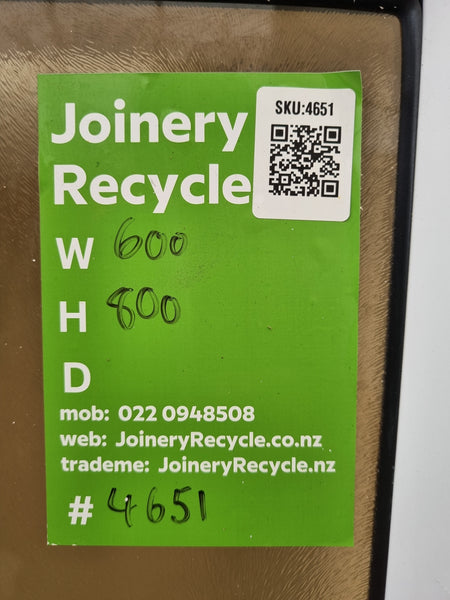 Joinery
Recycle
SKU:4651
W 600
H 800
D
mob: 022 0948508
web: JoineryRecycle.co.nz
trademe: JoineryRecycle.nz
# 4651